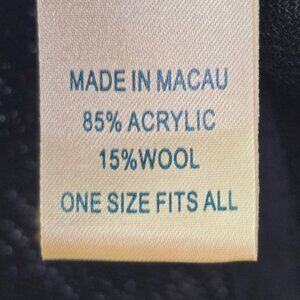 MADE IN MACAU
85% ACRYLIC
15%WOOL
ONE SIZE FITS ALL